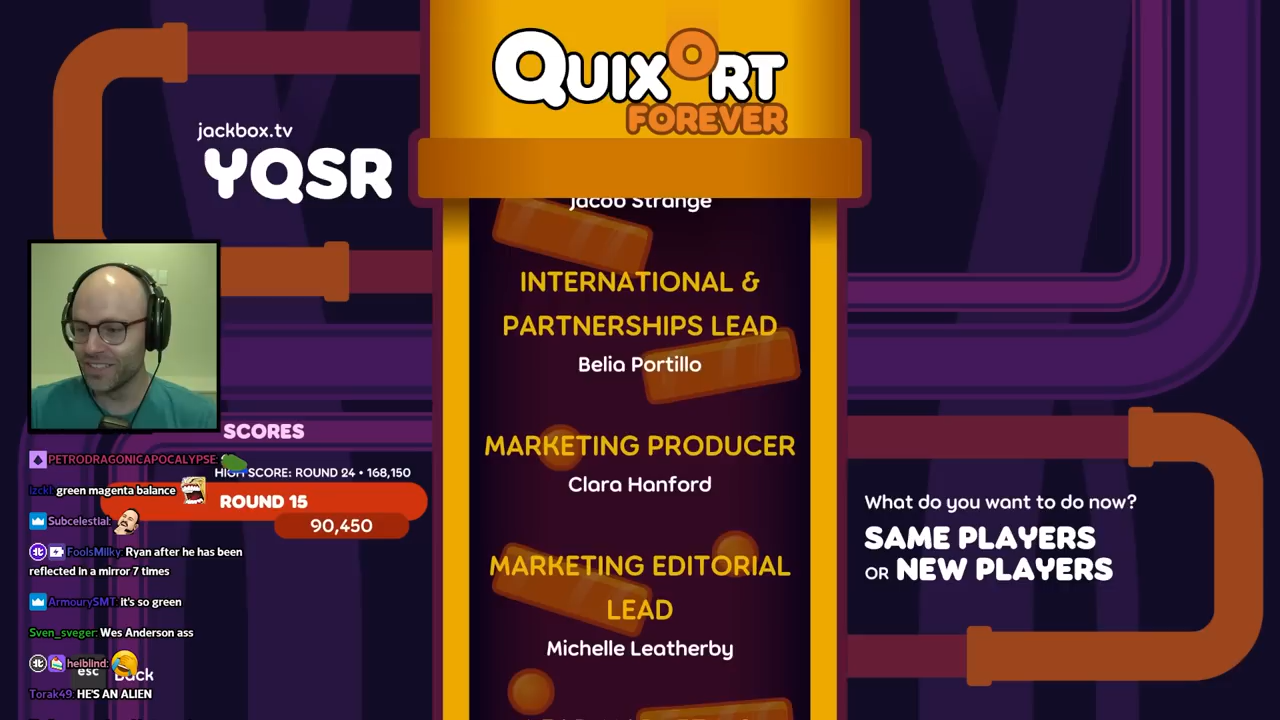 QUIXORT
FOREVER
jackbox.tv
YQSR
Jacob Strange
INTERNATIONAL &
PARTNERSHIPS LEAD
Belia Portillo
MARKETING PRODUCER
Clara Hanford
MARKETING EDITORIAL
LEAD
Michelle Leatherby
SCORES
HIGH SCORE: ROUND 24 • 168,150
ROUND 15
90,450
PETRODRAGONICAPOCALYPSE:
Izckl: green magenta balance
Subcelestial:
FoolsMilky: Ryan after he has been
reflected in a mirror 7 times
ArmourySMT: it's so green
Sven_sveger: Wes Anderson ass
heiblind:
esc Back
Torak49: HE'S AN ALIEN
What do you want to do now?
SAME PLAYERS
OR NEW PLAYERS